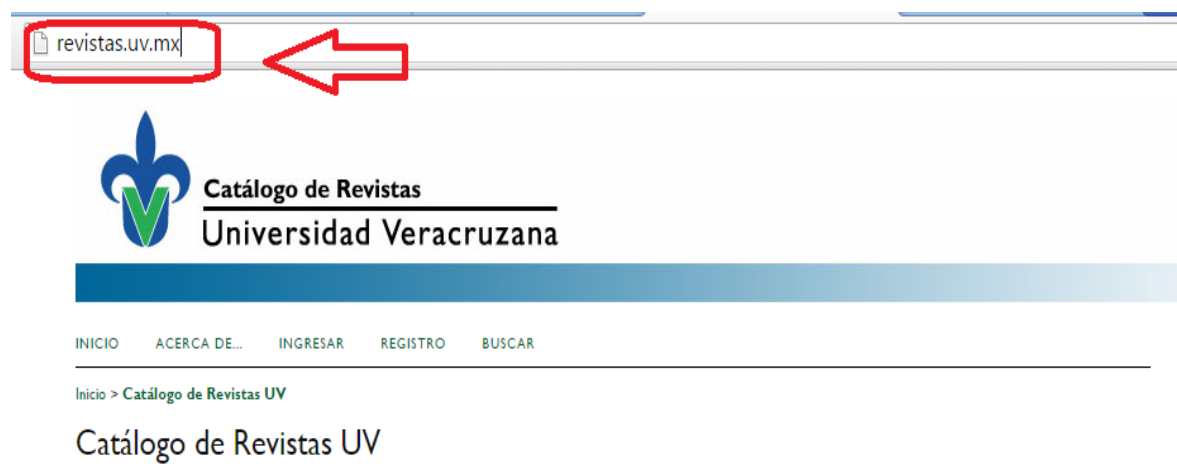 revistas.uv.mx
Catálogo de Revistas
Universidad Veracruzana
INICIO ACERCA DE... INGRESAR REGISTRO BUSCAR
Inicio > Catálogo de Revistas UV
Catálogo de Revistas UV